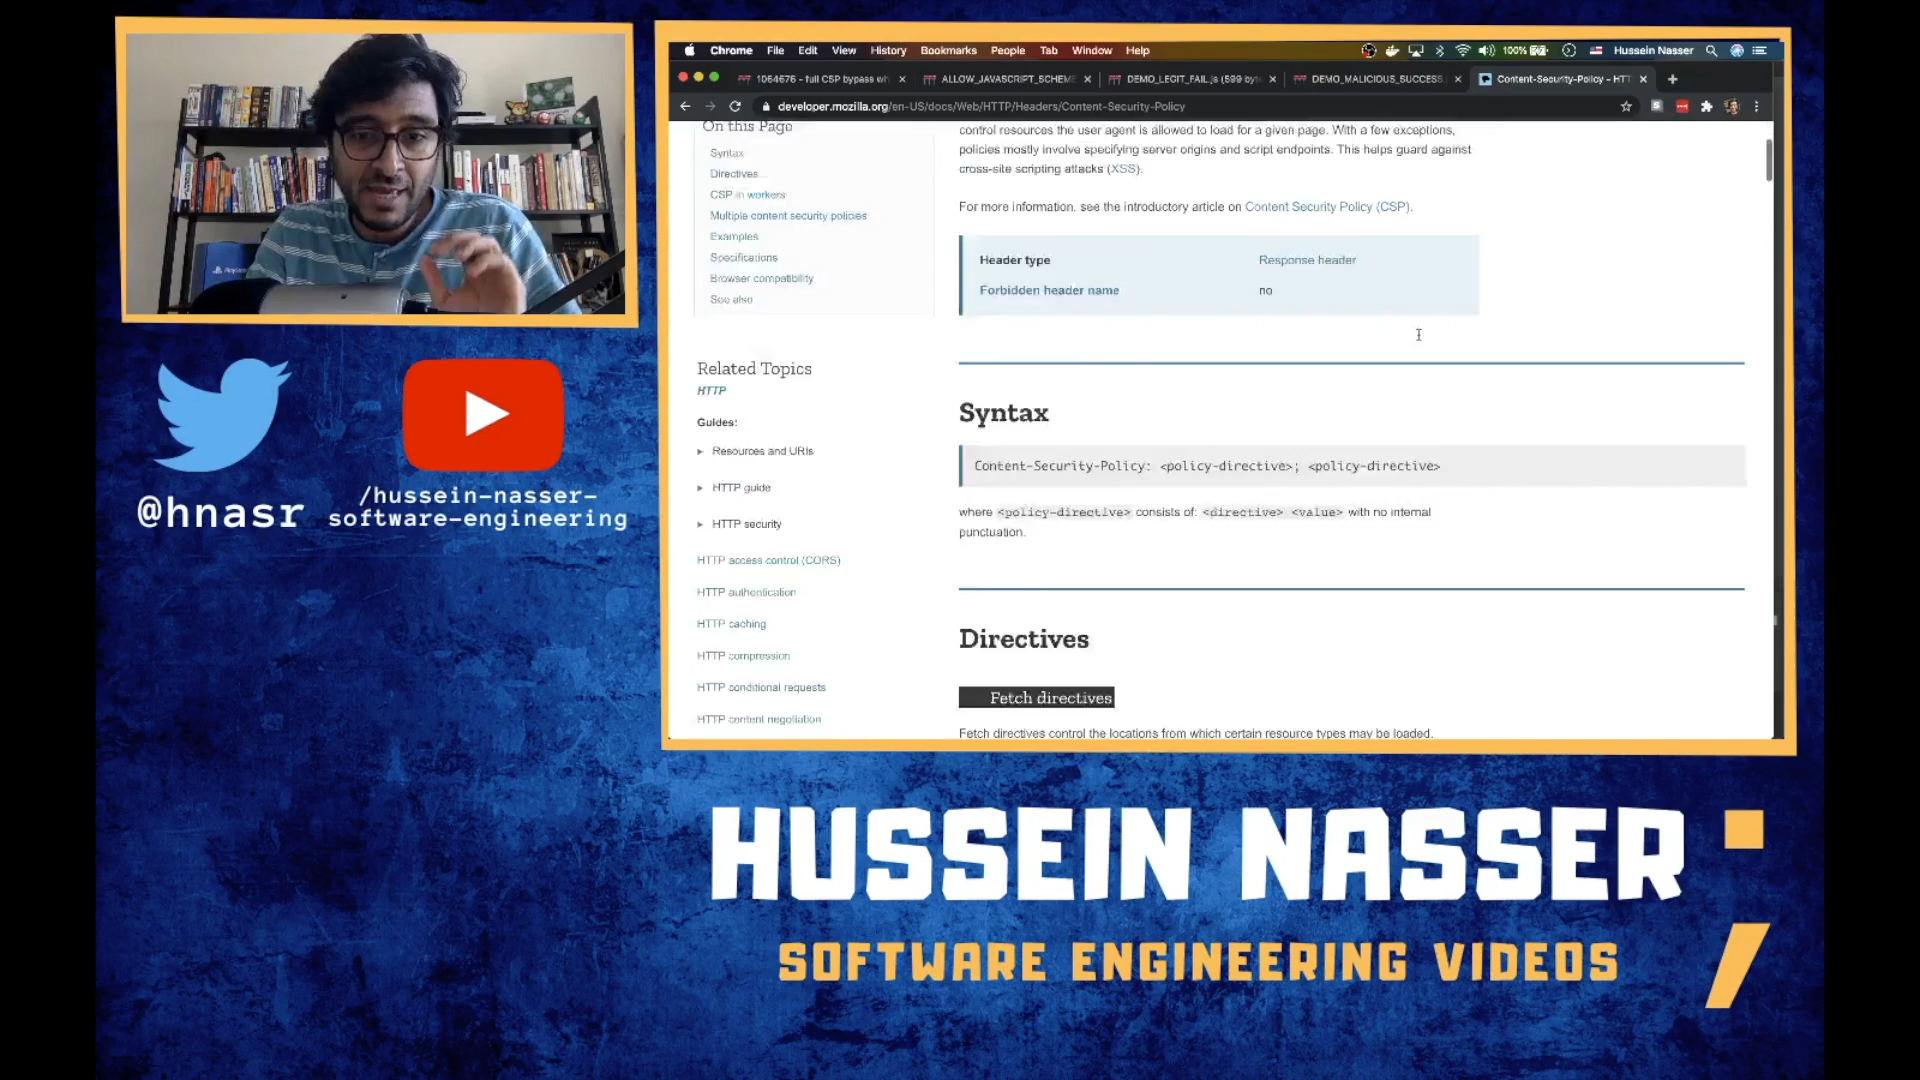 Chrome File Edit View History Bookmarks People Tab Window Help 100% Hussein Nasser
1064676 - full CSP bypass wh
ALLOW_JAVASCRIPT_SCHEME
DEMO_LEGIT_FAIL.js (599 byt
DEMO_MALICIOUS_SUCCESS.
Content-Security-Policy - HTT
developer.mozilla.org/en-US/docs/Web/HTTP/Headers/Content-Security-Policy
On this Page
Syntax
Directives
CSP in workers
Multiple content security policies
Examples
Specifications
Browser compatibility
See also
Related Topics
HTTP
Guides:
Resources and URIs
HTTP guide
HTTP security
HTTP access control (CORS)
HTTP authentication
HTTP caching
HTTP compression
HTTP conditional requests
HTTP content negotiation
control resources the user agent is allowed to load for a given page. With a few exceptions,
policies mostly involve specifying server origins and script endpoints. This helps guard against
cross-site scripting attacks (XSS).
For more information, see the introductory article on Content Security Policy (CSP).
Header type Response header
Forbidden header name no
Syntax
Content-Security-Policy: <policy-directive>; <policy-directive>
where <policy-directive> consists of: <directive> <value> with no internal
punctuation.
Directives
Fetch directives
Fetch directives control the locations from which certain resource types may be loaded.
@hnasr
/hussein-nasser-
software-engineering
HUSSEIN NASSER
SOFTWARE ENGINEERING VIDEOS
;